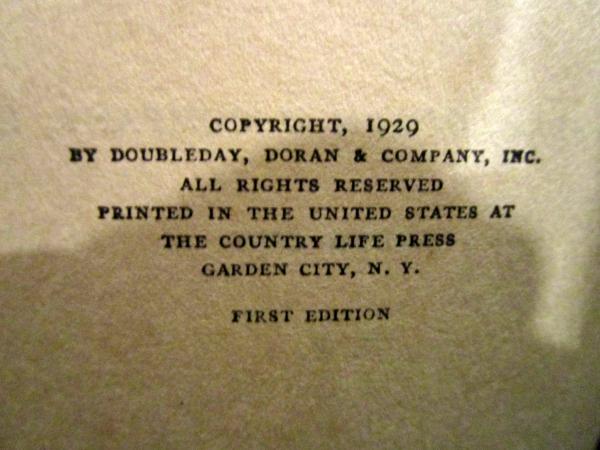 COPYRIGHT, 1929
BY DOUBLEDAY, DORAN & COMPANY, INC.
ALL RIGHTS RESERVED
PRINTED IN THE UNITED STATES AT
THE COUNTRY LIFE PRESS
GARDEN CITY, N. Y.
FIRST EDITION